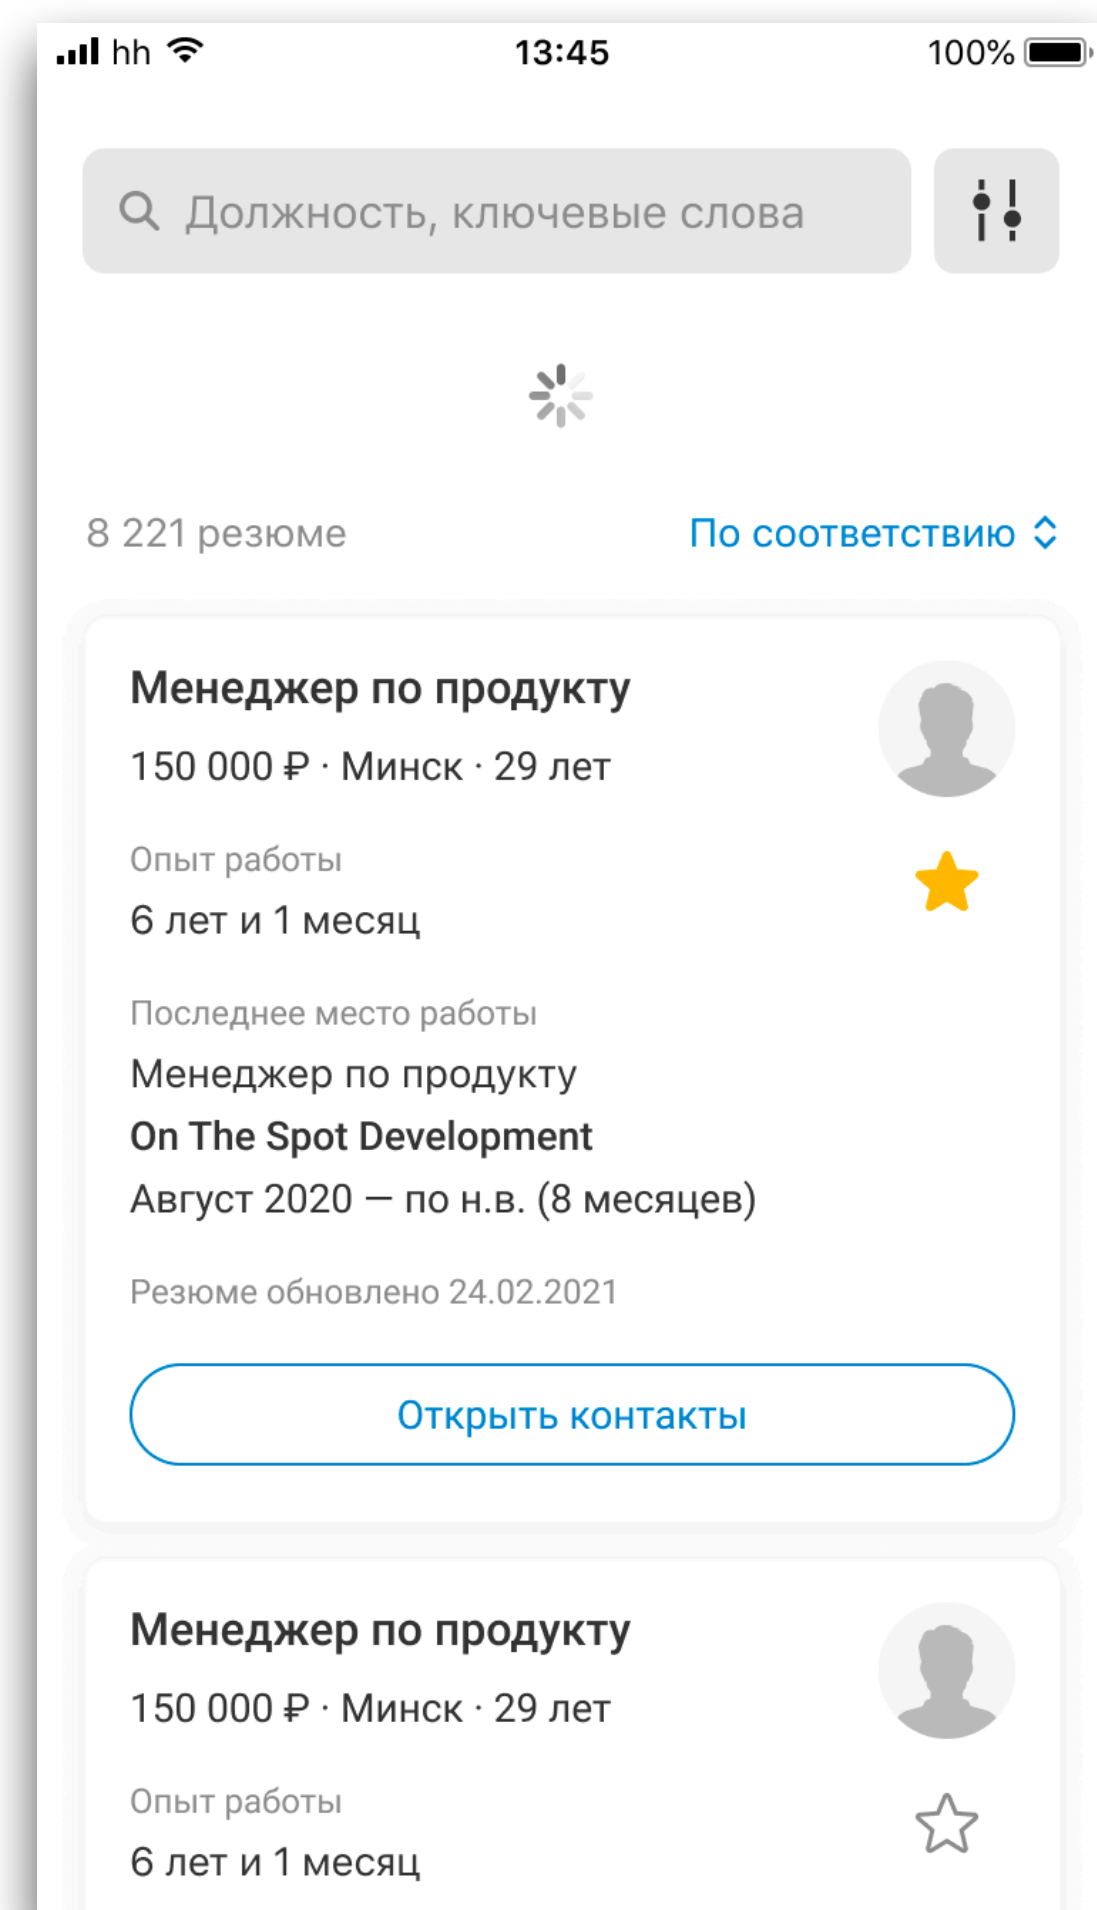 hh 13:45 100%
Должность, ключевые слова
8 221 резюме По соответствию
Менеджер по продукту
150 000 ₽ · Минск · 29 лет
Опыт работы
6 лет и 1 месяц
Последнее место работы
Менеджер по продукту
On The Spot Development
Август 2020 — по н.в. (8 месяцев)
Резюме обновлено 24.02.2021
Открыть контакты
Менеджер по продукту
150 000 ₽ · Минск · 29 лет
Опыт работы
6 лет и 1 месяц